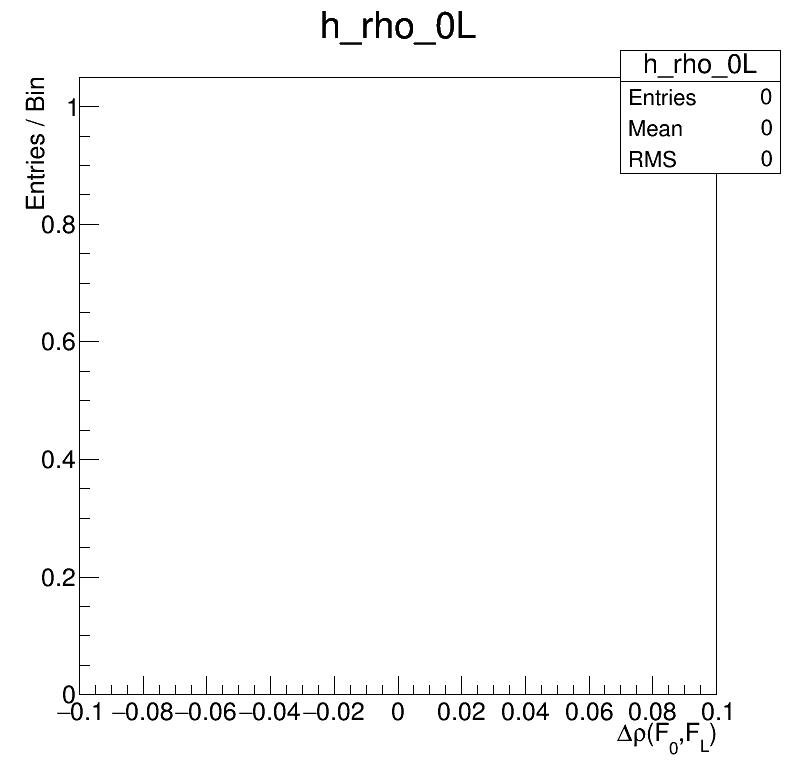 h_rho_0L
h_rho_0L
Entries 0
Mean 0
RMS 0
Entries / Bin
1
0.8
0.6
0.4
0.2
0
−0.1 −0.08 −0.06 −0.04 −0.02 0 0.02 0.04 0.06 0.08 0.1
Δρ(F₀,F_L)